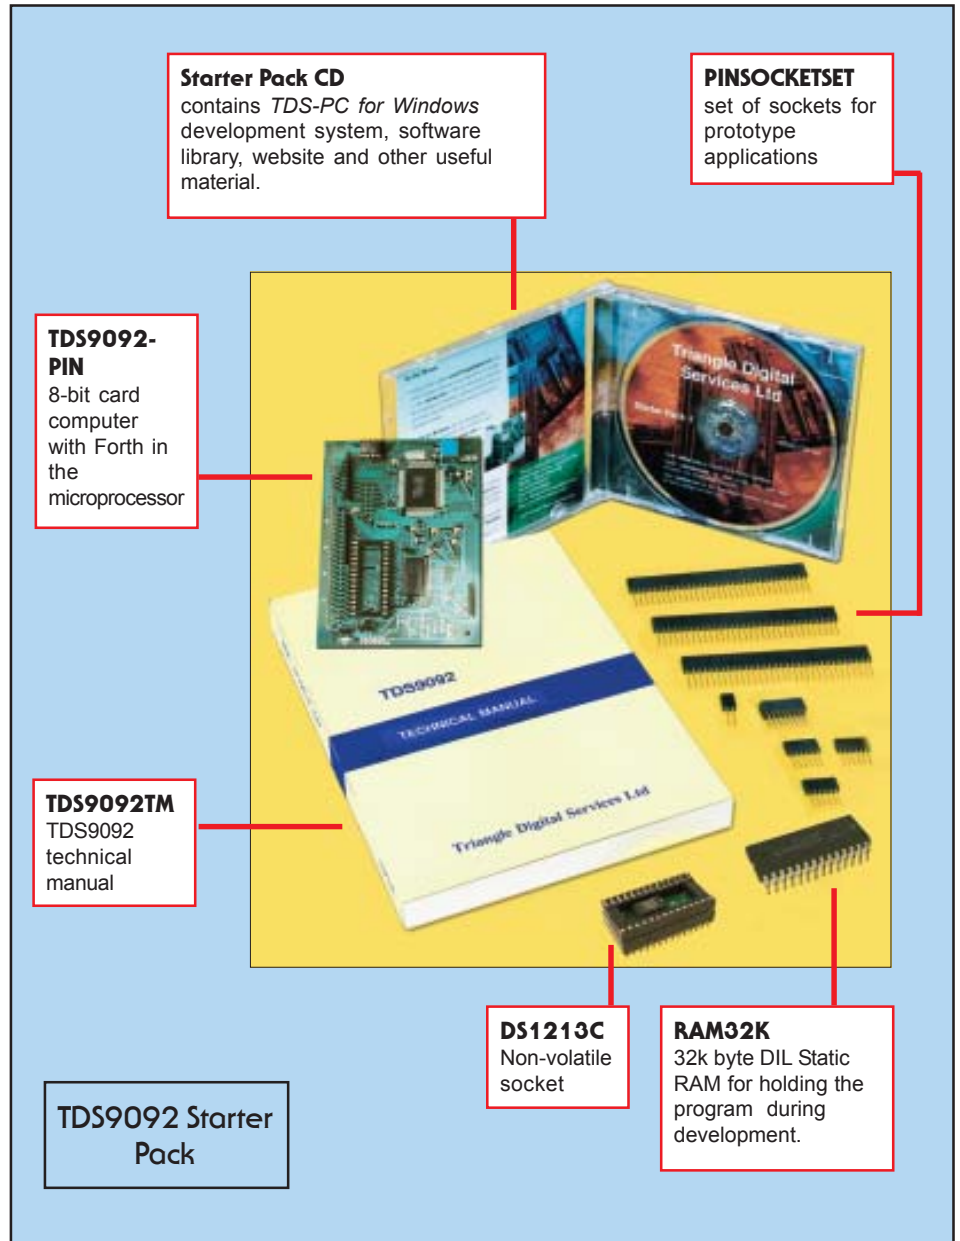 Starter Pack CD
contains TDS-PC for Windows
development system, software
library, website and other useful
material.
PINSOCKETSET
set of sockets for
prototype
applications
TDS9092-
PIN
8-bit card
computer
with Forth in
the
microprocessor
Triangle Digital
Services Ltd
TDS9092
TECHNICAL MANUAL
Triangle Digital Services Ltd
TDS9092TM
TDS9092
technical
manual
DS1213C
Non-volatile
socket
RAM32K
32k byte DIL Static
RAM for holding the
program during
development.
TDS9092 Starter
Pack